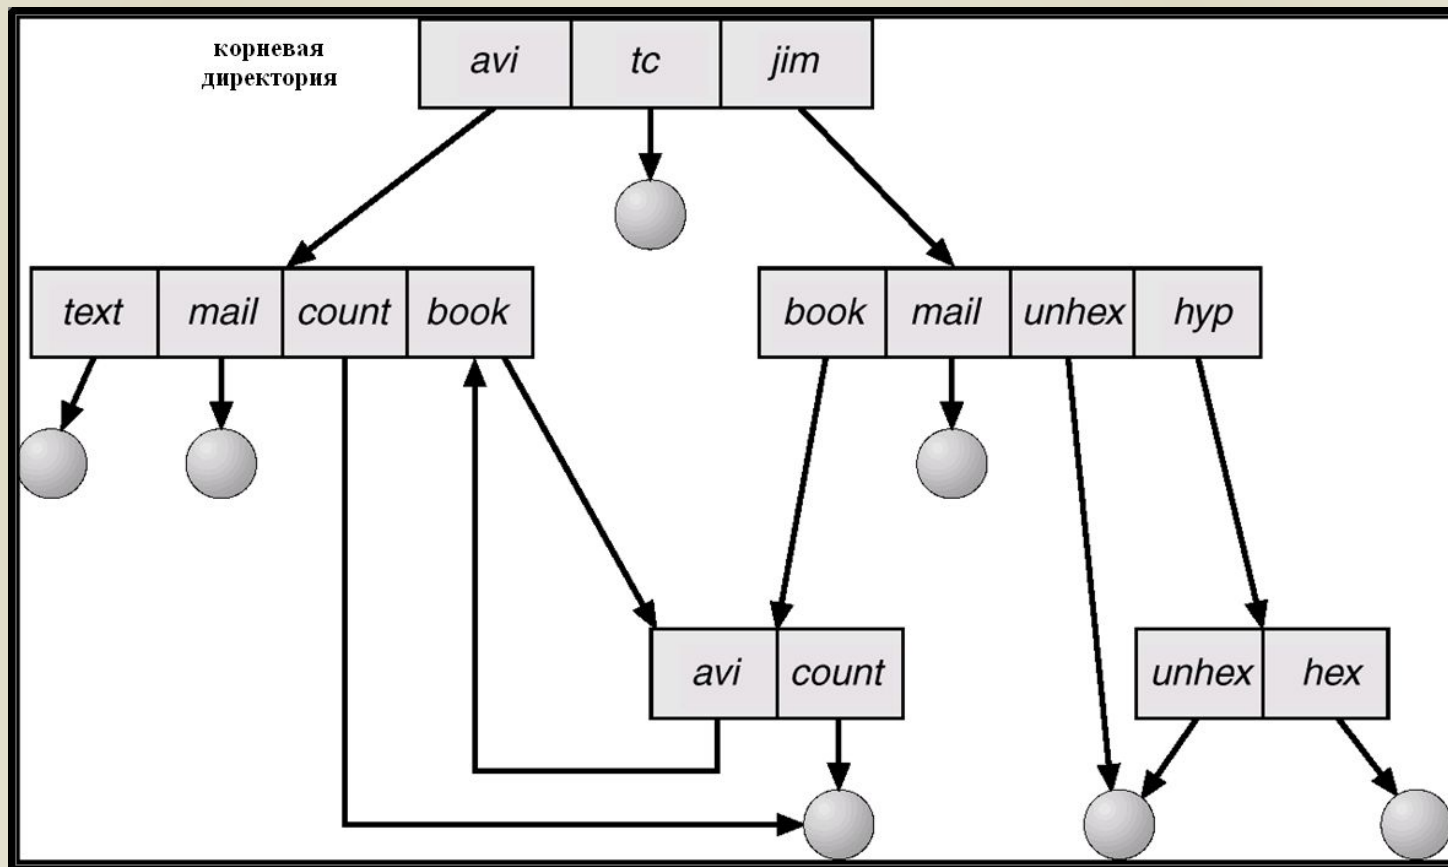 корневая
директория
avi tc jim
text mail count book
book mail unhex hyp
avi count
unhex hex